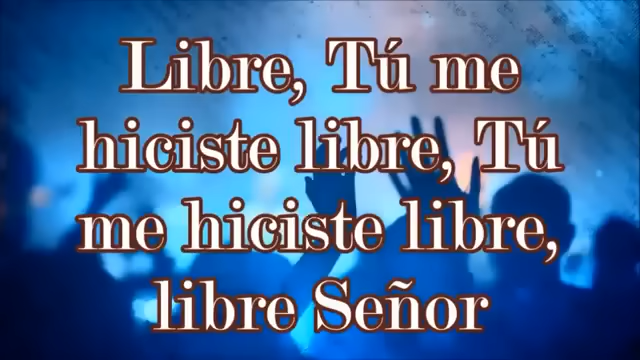 Libre, Tú me
hiciste libre, Tú
me hiciste libre,
libre Señor